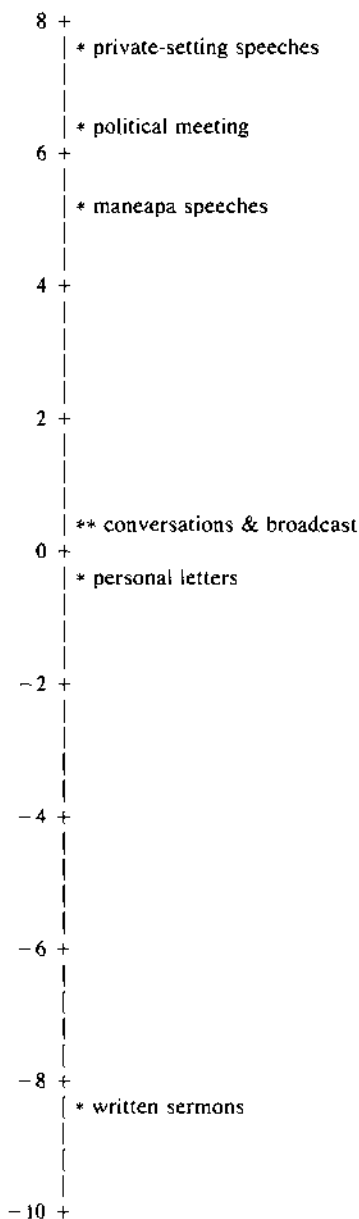 8 +
* private-setting speeches
* political meeting
6 +
* maneapa speeches
4 +
2 +
** conversations & broadcast
0 +
* personal letters
−2 +
−4 +
−6 +
−8 +
* written sermons
−10 +